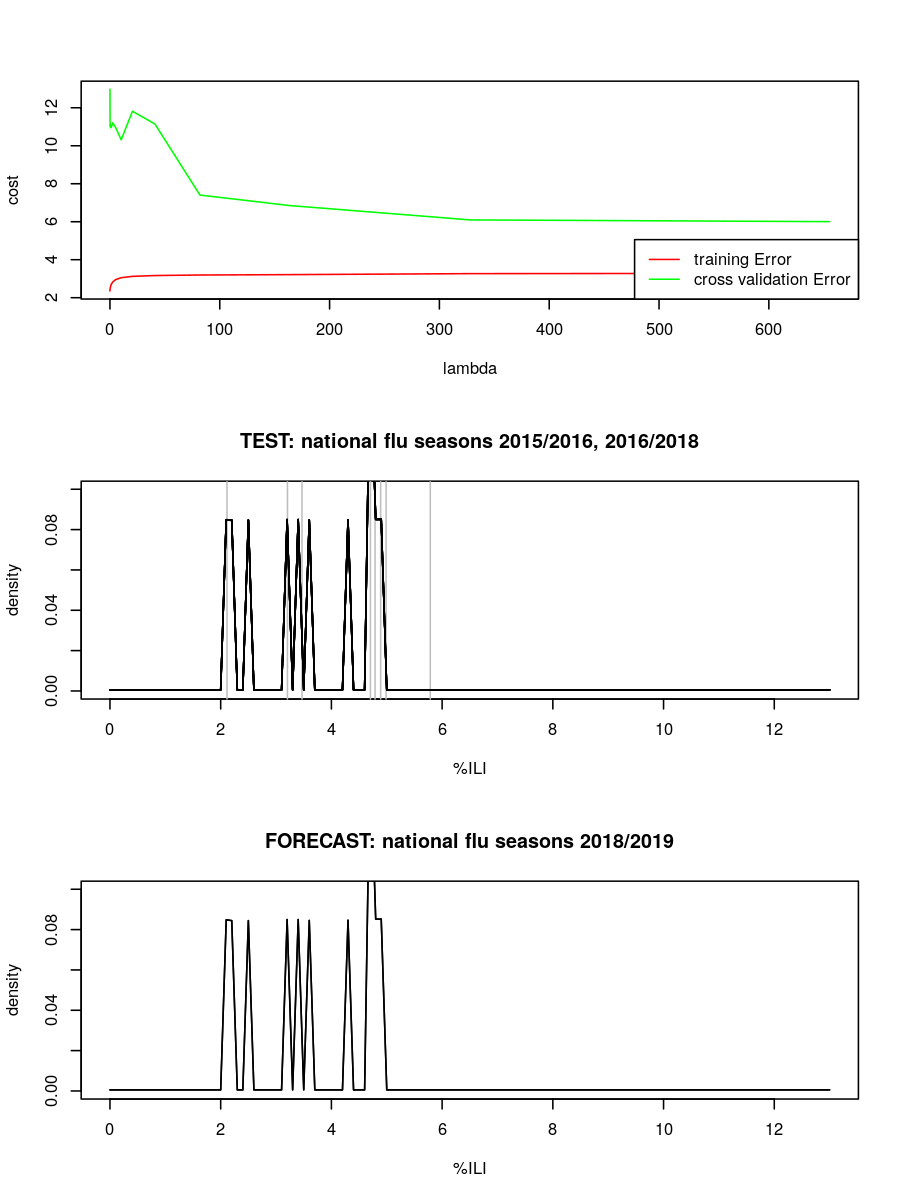 12
10
8
6
4
2
cost
training Error
cross validation Error
0 100 200 300 400 500 600
lambda
TEST: national flu seasons 2015/2016, 2016/2018
0.08
0.04
0.00
density
0 2 4 6 8 10 12
%ILI
FORECAST: national flu seasons 2018/2019
0.08
0.04
0.00
density
0 2 4 6 8 10 12
%ILI